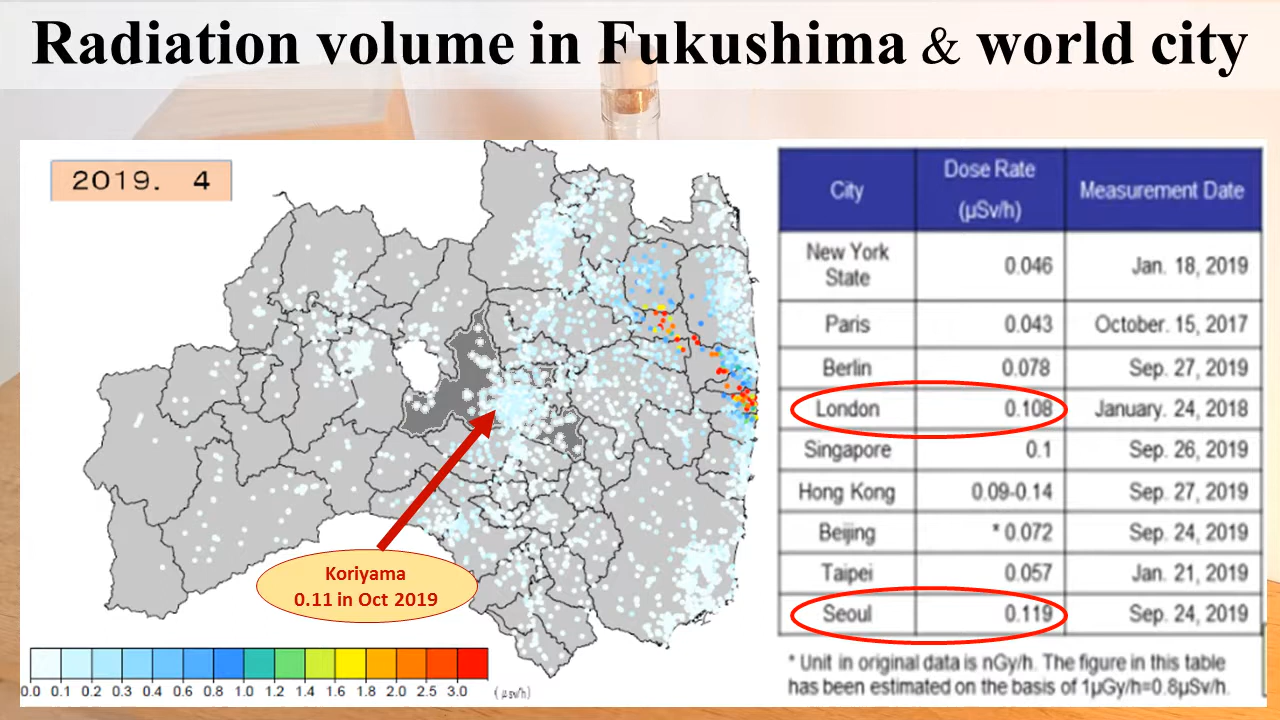 Radiation volume in Fukushima & world city
2019. 4
Koriyama
0.11 in Oct 2019
0.0 0.1 0.2 0.3 0.4 0.6 0.8 1.0 1.2 1.4 1.6 1.8 2.0 2.5 3.0 (μsv/h)
City Dose Rate (μSv/h) Measurement Date
New York State 0.046 Jan. 18, 2019
Paris 0.043 October. 15, 2017
Berlin 0.078 Sep. 27, 2019
London 0.108 January. 24, 2018
Singapore 0.1 Sep. 26, 2019
Hong Kong 0.09-0.14 Sep. 27, 2019
Beijing * 0.072 Sep. 24, 2019
Taipei 0.057 Jan. 21, 2019
Seoul 0.119 Sep. 24, 2019
* Unit in original data is nGy/h. The figure in this table
has been estimated on the basis of 1μGy/h=0.8μSv/h.